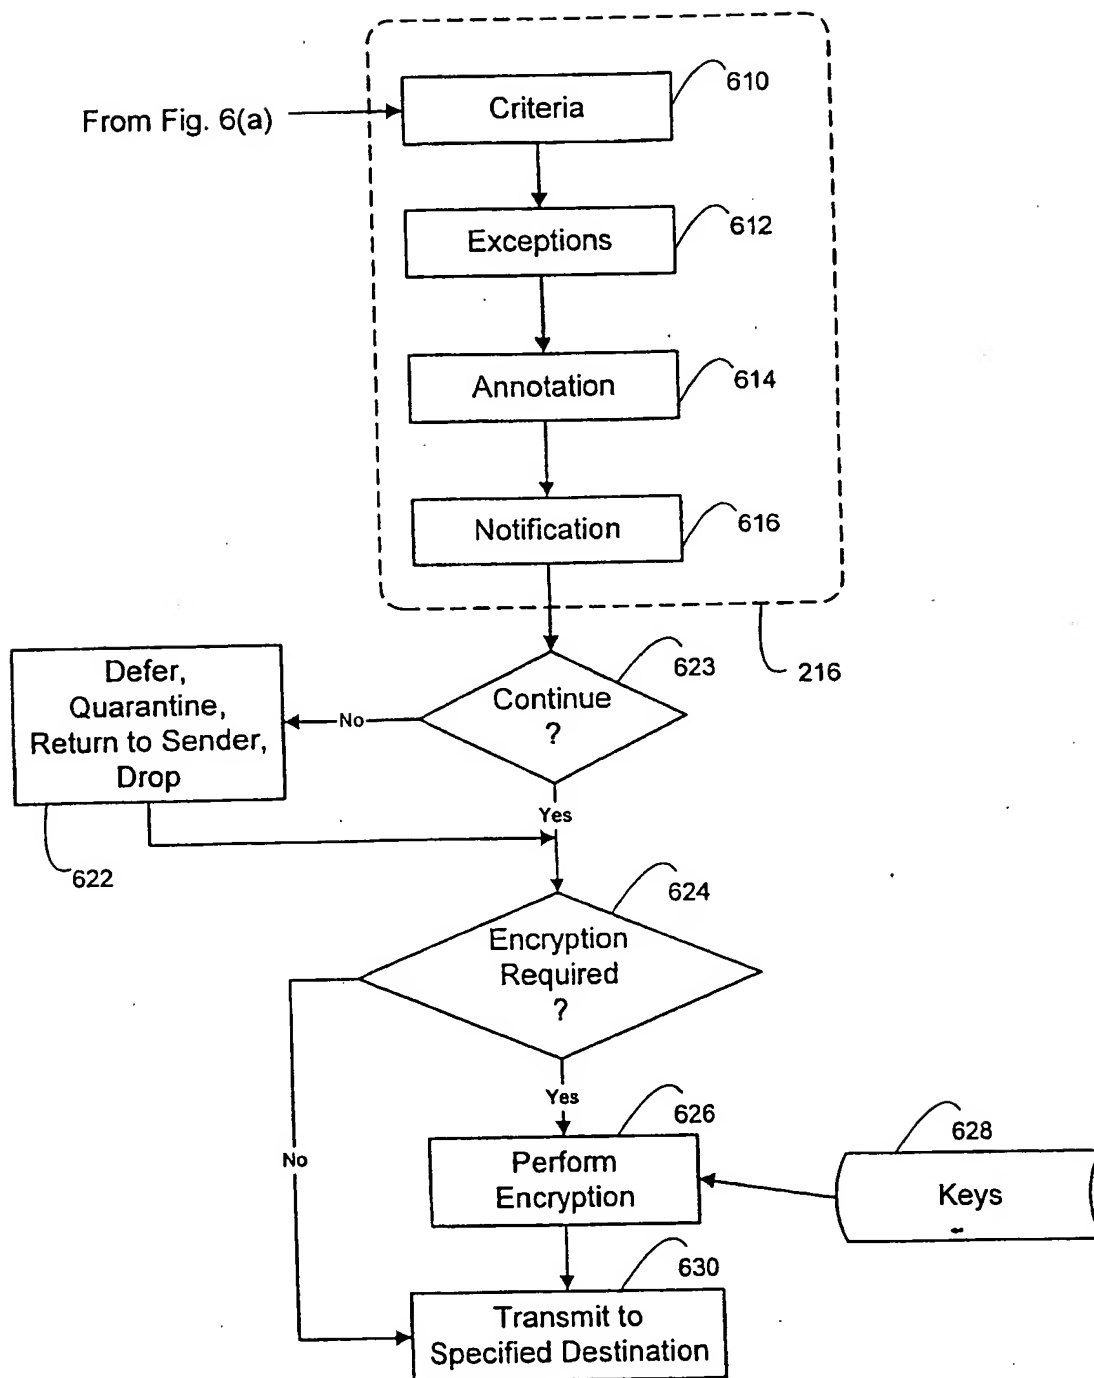 610
Criteria
From Fig. 6(a)
612
Exceptions
614
Annotation
616
Notification
216
623
Continue
?
No
Defer,
Quarantine,
Return to Sender,
Drop
622
Yes
624
Encryption
Required
?
Yes
No
626
Perform
Encryption
628
Keys
630
Transmit to
Specified Destination